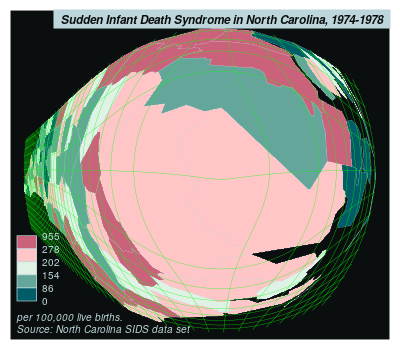 Sudden Infant Death Syndrome in North Carolina, 1974-1978
955
278
202
154
86
0
per 100,000 live births.
Source: North Carolina SIDS data set